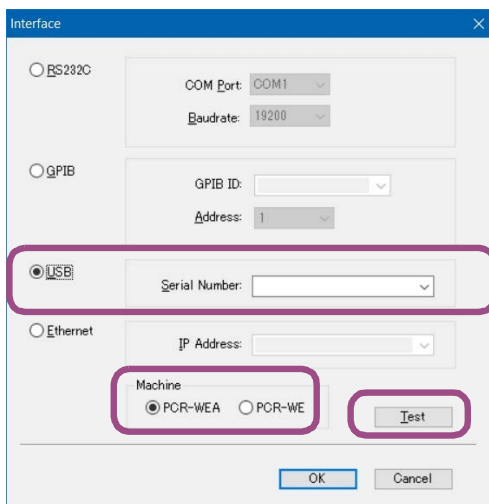 Interface
RS232C
COM Port: COM1
Baudrate: 19200
GPIB
GPIB ID:
Address: 1
USB
Serial Number:
Ethernet
IP Address:
Machine
PCR-WEA PCR-WE
Test
OK Cancel